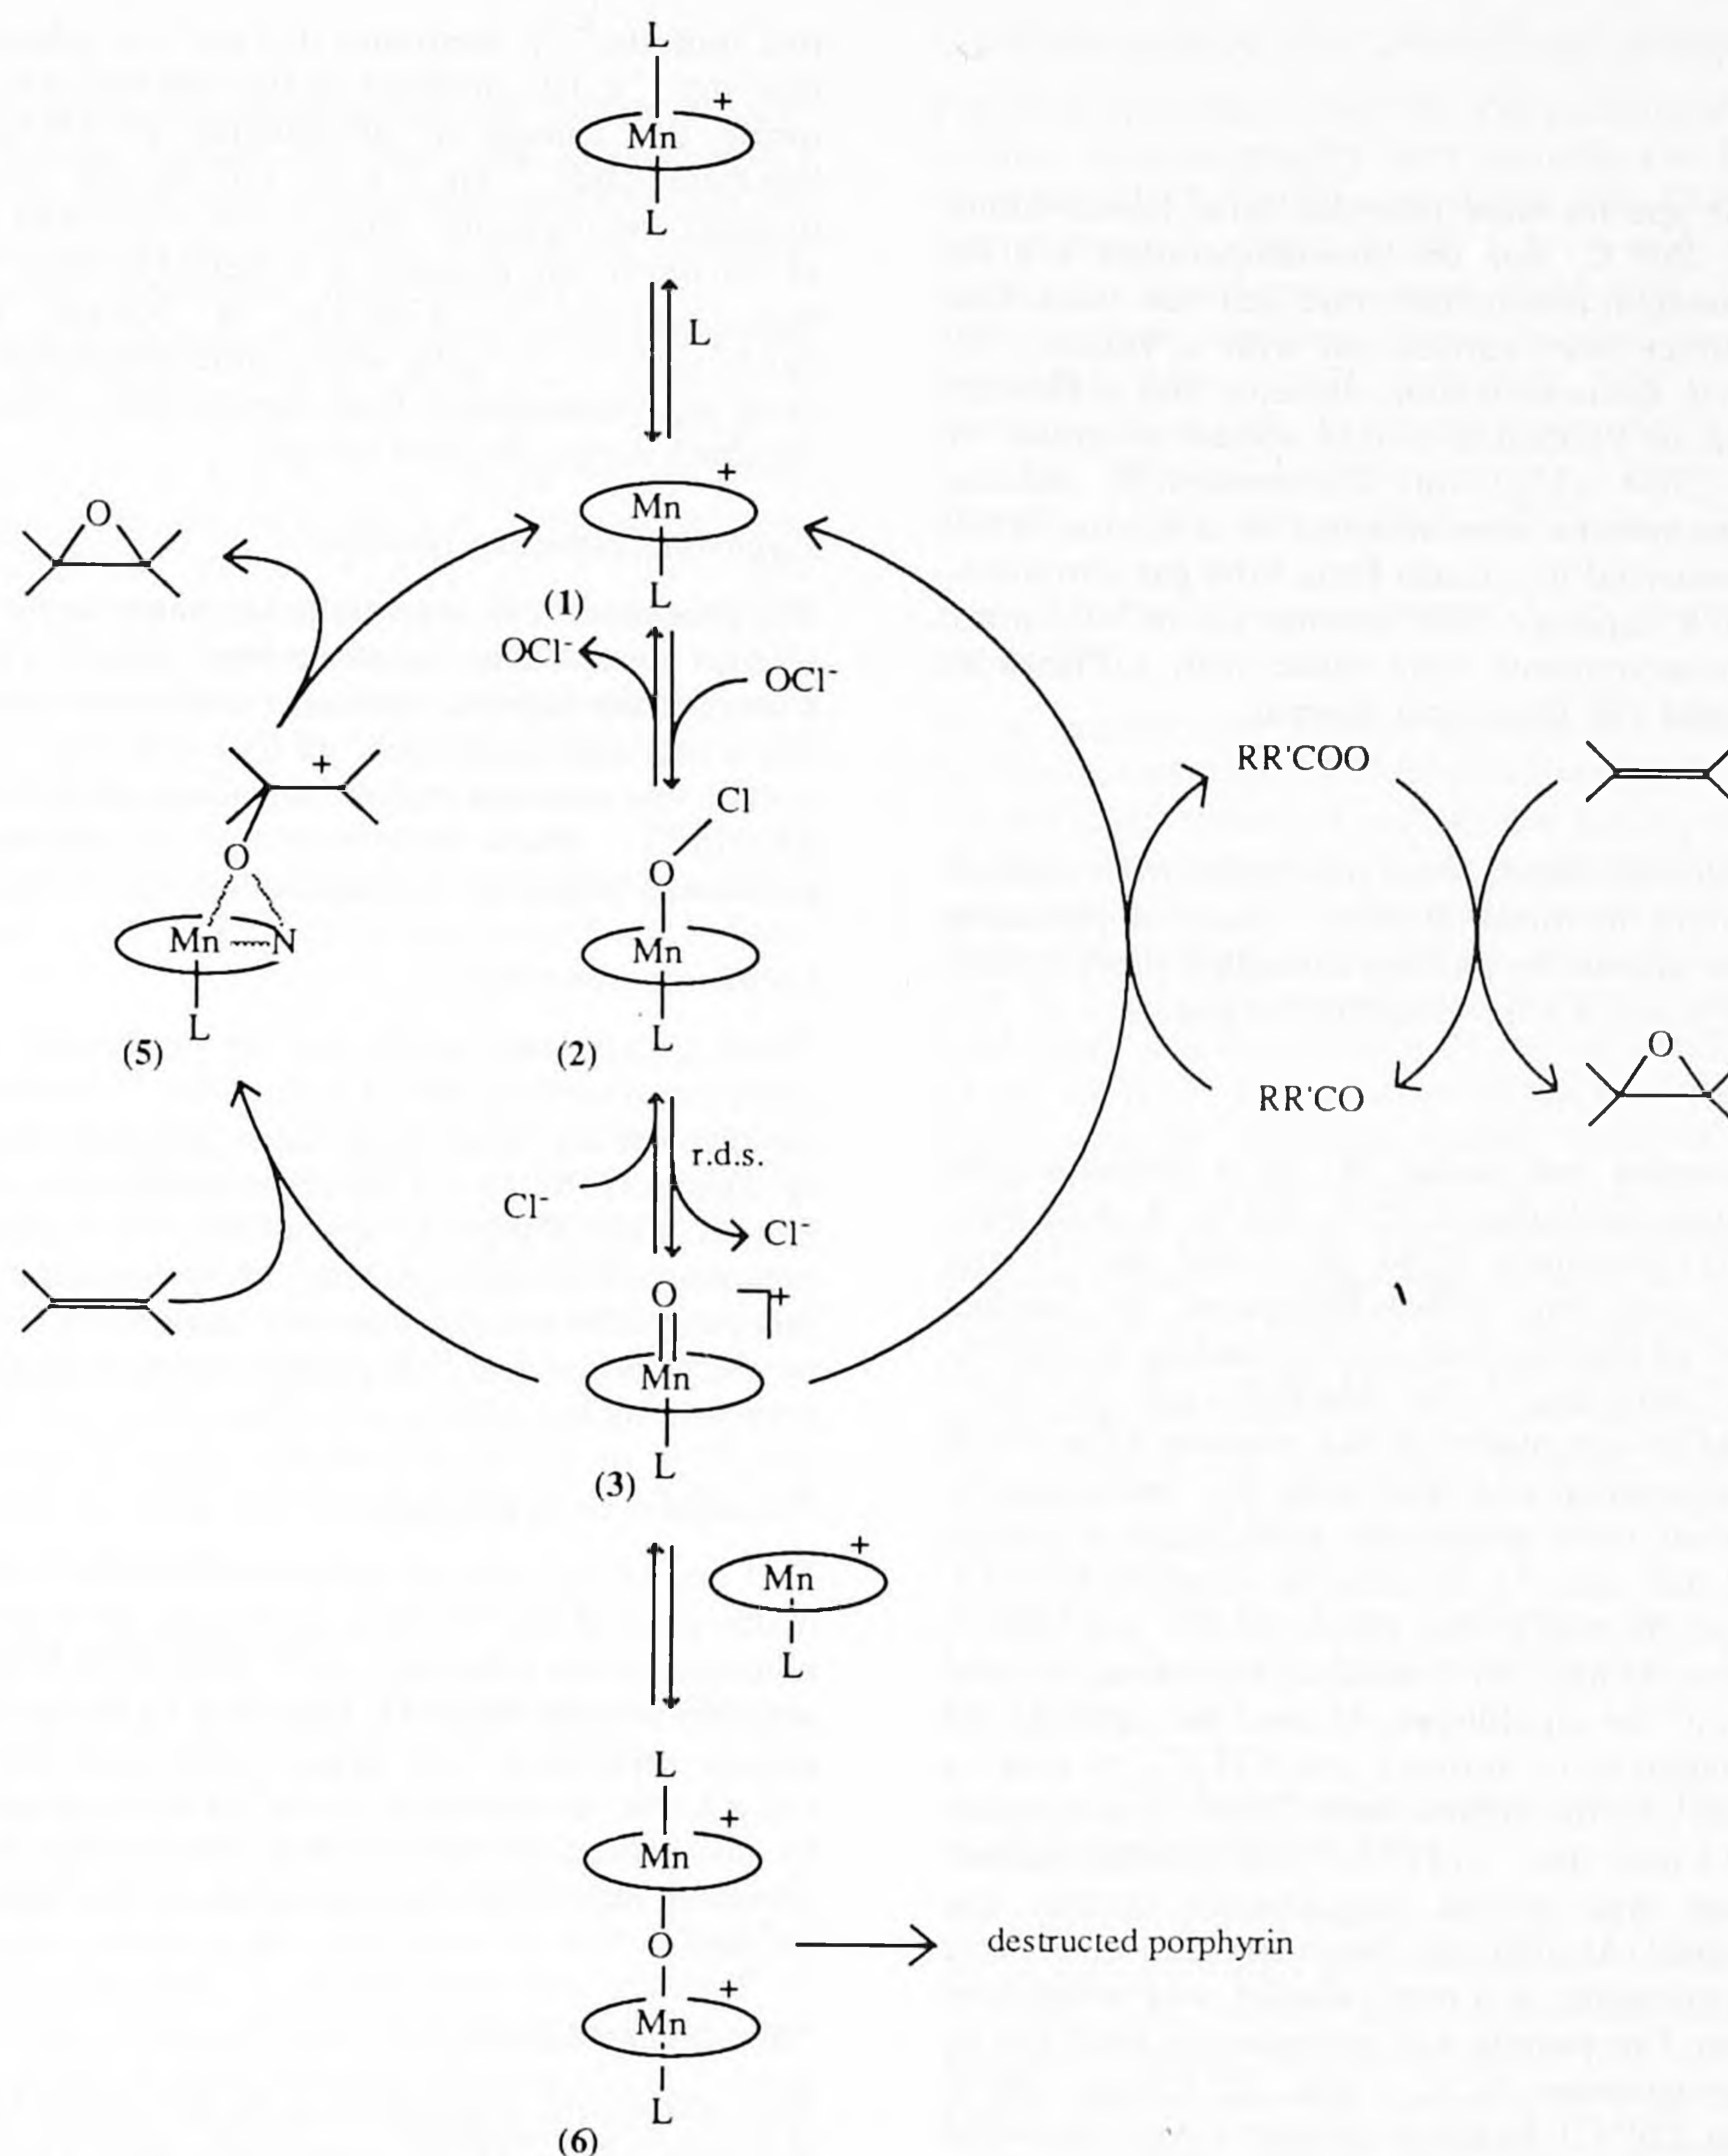 L
+
Mn
L
L
+
Mn
L
(1)
O
OCl⁻
OCl⁻
Cl
O
Mn
L
(2)
+
O
Mn N
L
(5)
RR'COO
RR'CO
O
r.d.s.
Cl⁻
Cl⁻
O
+
Mn
L
(3)
+
Mn
L
L
+
Mn
O
+
Mn
L
(6)
destructed porphyrin